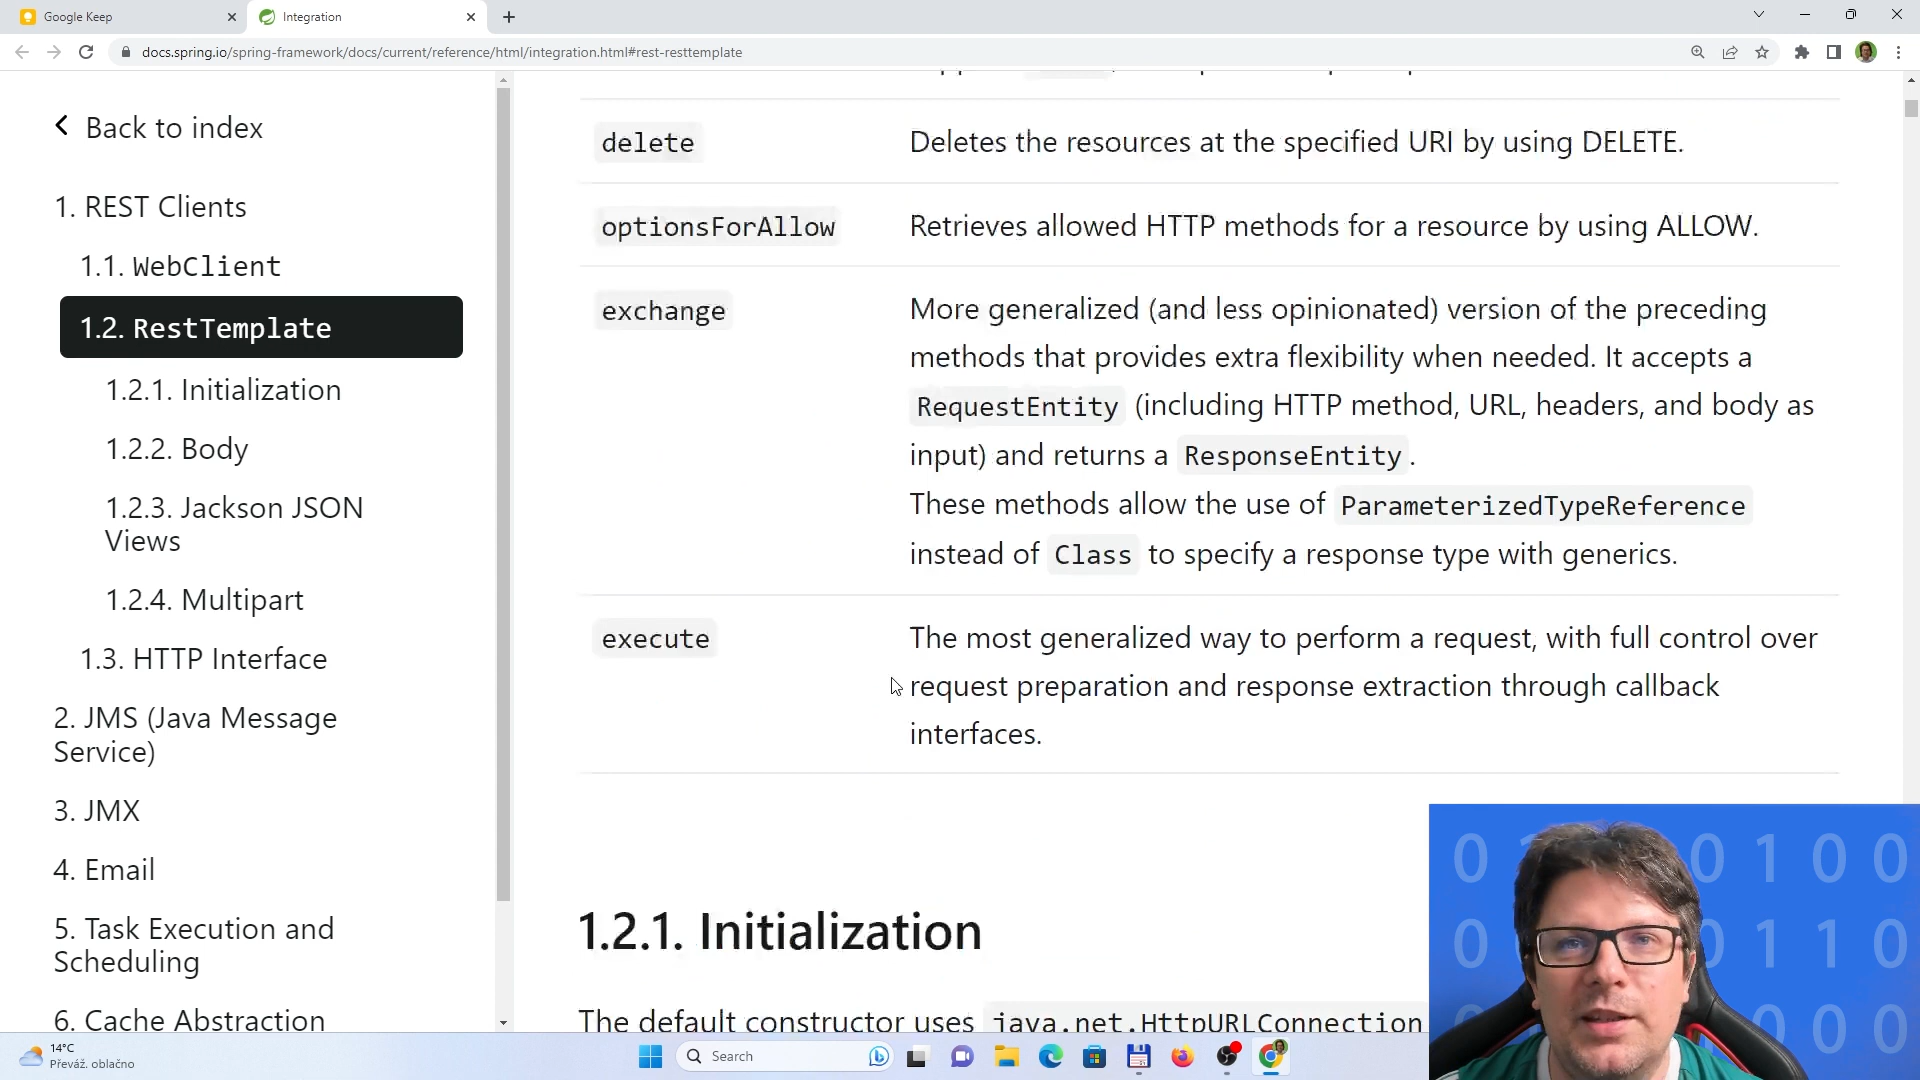 Google Keep
Integration
docs.spring.io/spring-framework/docs/current/reference/html/integration.html#rest-resttemplate
Back to index
1. REST Clients
1.1. WebClient
1.2. RestTemplate
1.2.1. Initialization
1.2.2. Body
1.2.3. Jackson JSON
Views
1.2.4. Multipart
1.3. HTTP Interface
2. JMS (Java Message
Service)
3. JMX
4. Email
5. Task Execution and
Scheduling
6. Cache Abstraction
delete Deletes the resources at the specified URI by using DELETE.
optionsForAllow Retrieves allowed HTTP methods for a resource by using ALLOW.
exchange More generalized (and less opinionated) version of the preceding
methods that provides extra flexibility when needed. It accepts a
RequestEntity (including HTTP method, URL, headers, and body as
input) and returns a ResponseEntity.
These methods allow the use of ParameterizedTypeReference
instead of Class to specify a response type with generics.
execute The most generalized way to perform a request, with full control over
request preparation and response extraction through callback
interfaces.
1.2.1. Initialization
The default constructor uses java.net.HttpURLConnection
14°C
Převáž. oblačno
Search